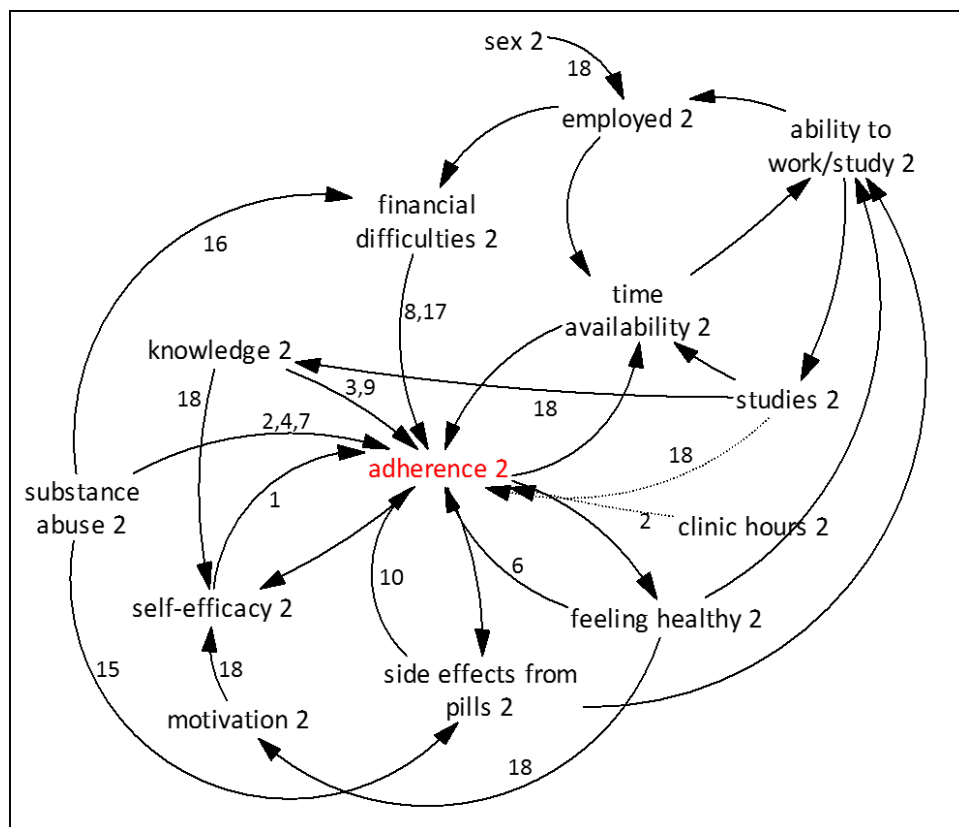 sex 2
18
employed 2
ability to
work/study 2
financial
difficulties 2
16
time
availability 2
8,17
knowledge 2
3,9
18
18
studies 2
2,4,7
18
adherence 2
substance
abuse 2
1
2
clinic hours 2
10
6
self-efficacy 2
feeling healthy 2
15
18
side effects from
pills 2
motivation 2
18